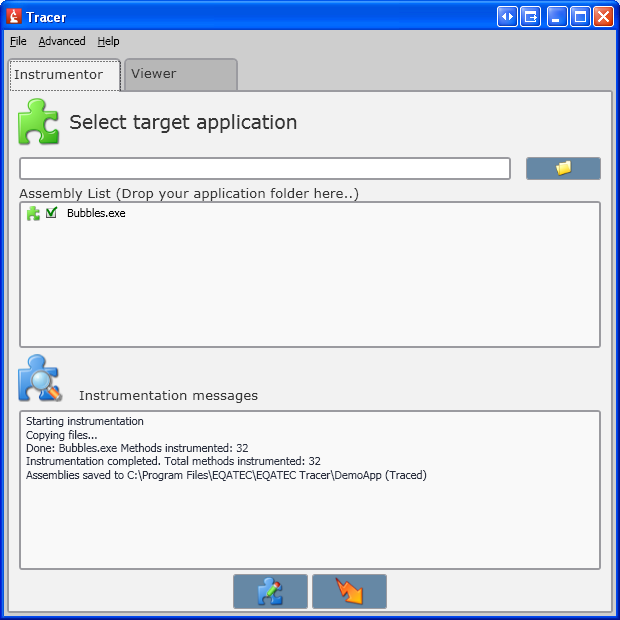 Tracer
File Advanced Help
Instrumentor Viewer
Select target application
Assembly List (Drop your application folder here..)
Bubbles.exe
Instrumentation messages
Starting instrumentation
Copying files...
Done: Bubbles.exe Methods instrumented: 32
Instrumentation completed. Total methods instrumented: 32
Assemblies saved to C:\Program Files\EQATEC\EQATEC Tracer\DemoApp (Traced)